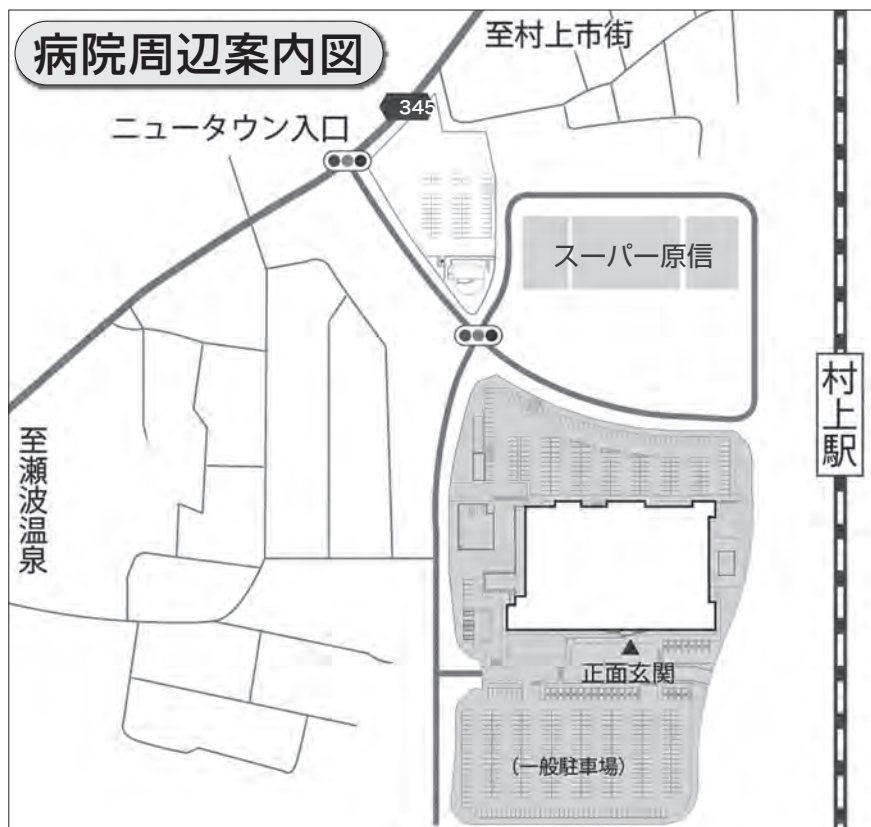 病院周辺案内図
至村上市街
345
ニュータウン入口
スーパー原信
村上駅
至瀬波温泉
正面玄関
(一般駐車場)